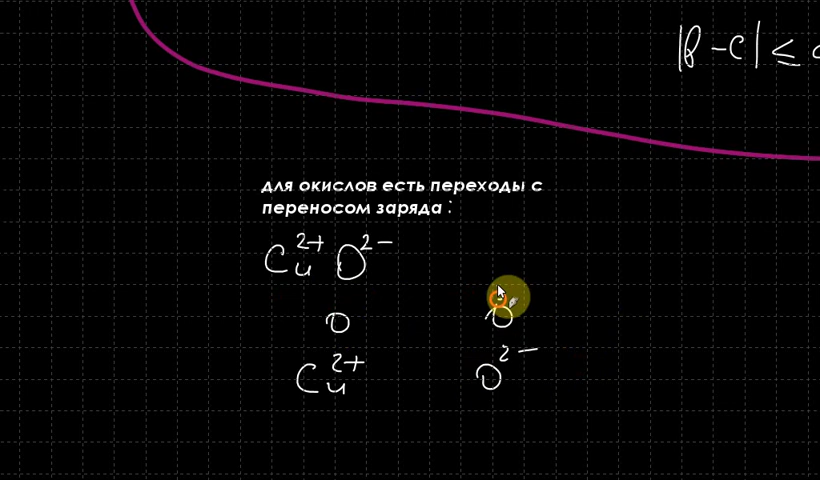 |β-c| ≤
для окислов есть переходы с
переносом заряда :
Cu²⁺ O²⁻
O O
Cu²⁺ O²⁻